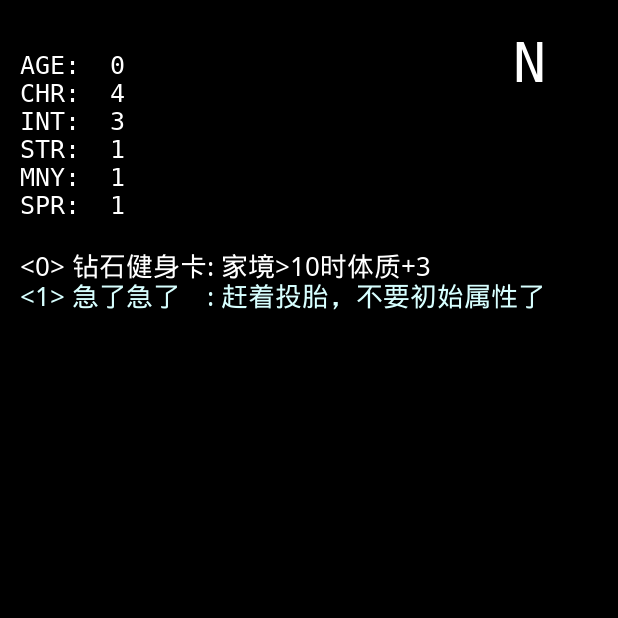 N
AGE: 0
CHR: 4
INT: 3
STR: 1
MNY: 1
SPR: 1
<0> 钻石健身卡: 家境>10时体质+3
<1> 急了急了 : 赶着投胎，不要初始属性了